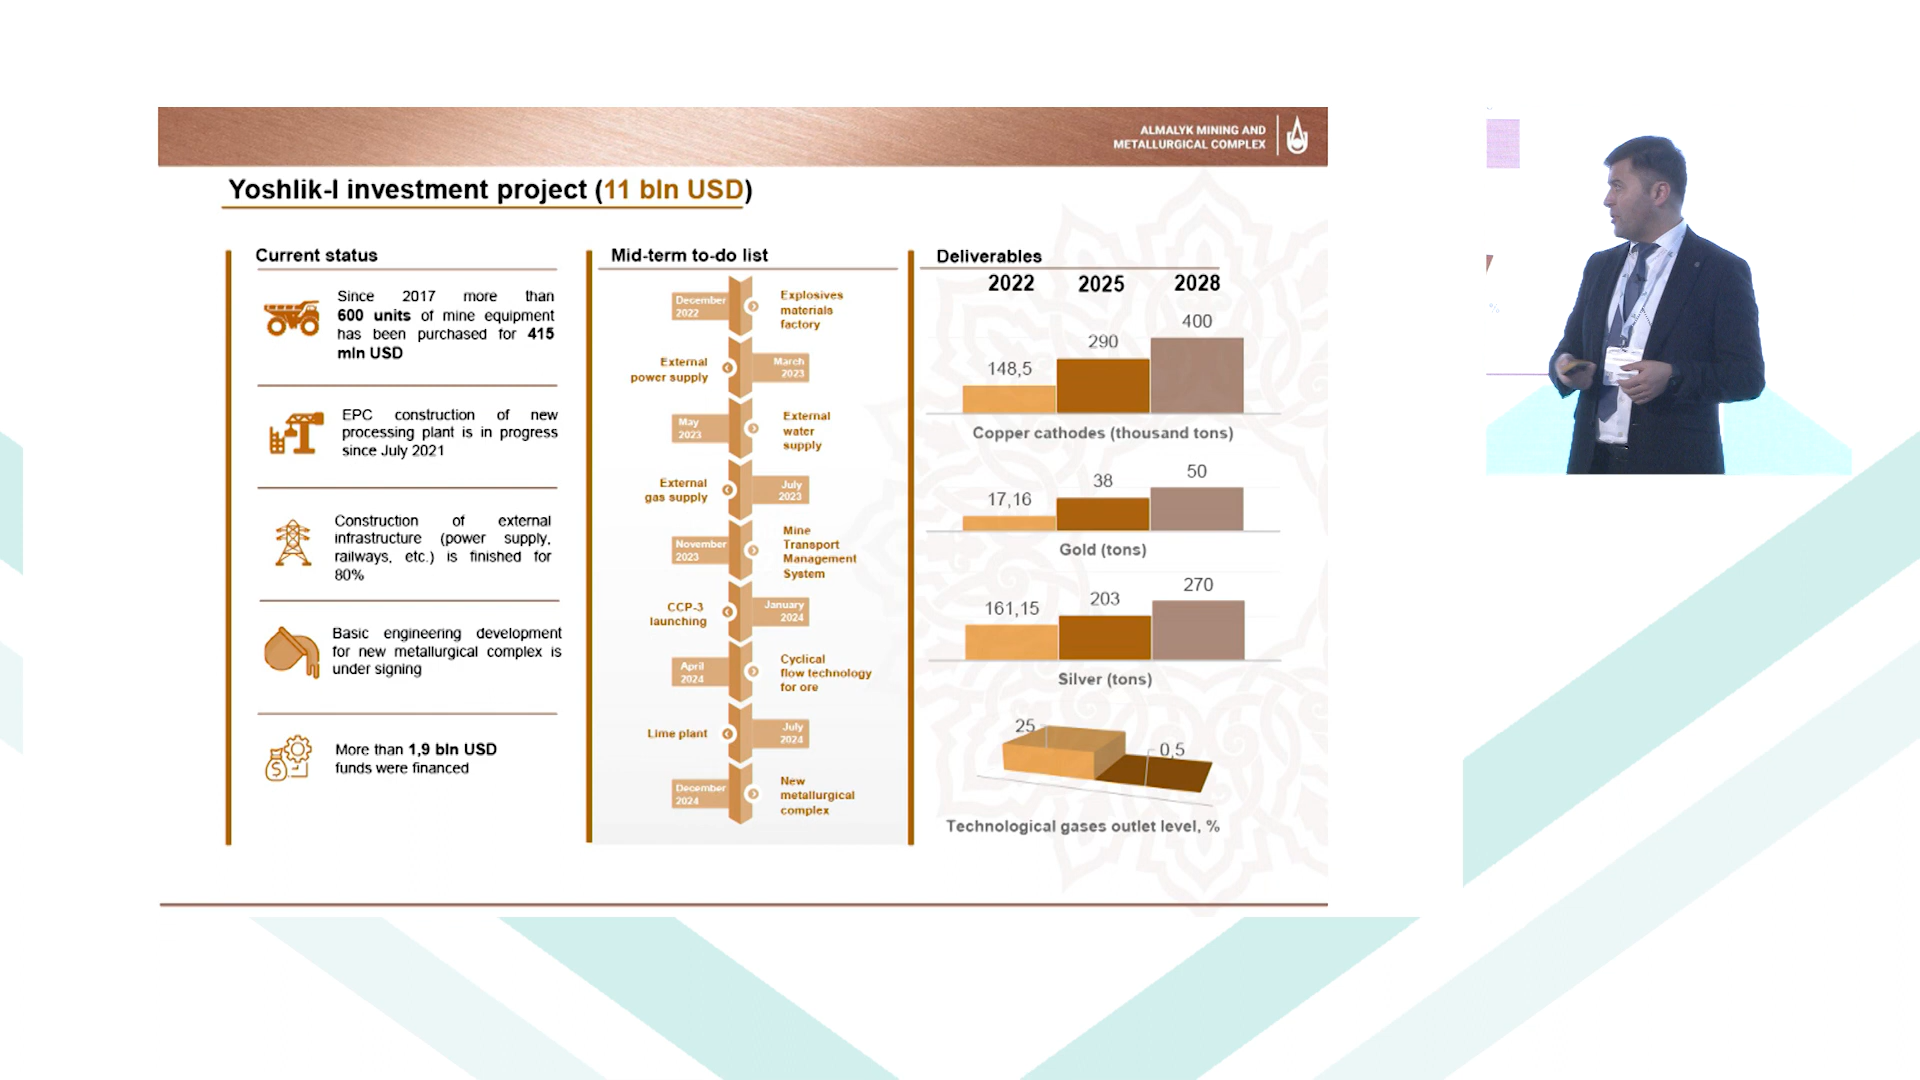 ALMALYK MINING AND
METALLURGICAL COMPLEX
Yoshlik-I investment project (11 bln USD)
Current status
Since 2017 more than
600 units of mine equipment
has been purchased for 415
mln USD
EPC construction of new
processing plant is in progress
since July 2021
Construction of external
infrastructure (power supply,
railways, etc.) is finished for
80%
Basic engineering development
for new metallurgical complex is
under signing
More than 1,9 bln USD
funds were financed
Mid-term to-do list
December
2022
Explosives
materials
factory
External
power supply
March
2023
May
2023
External
water
supply
External
gas supply
July
2023
November
2023
Mine
Transport
Management
System
CCP-3
launching
January
2024
April
2024
Cyclical
flow technology
for ore
Lime plant
July
2024
December
2024
New
metallurgical
complex
Deliverables
2022 2025 2028
148,5 290 400
Copper cathodes (thousand tons)
17,16 38 50
Gold (tons)
161,15 203 270
Silver (tons)
25 0,5
Technological gases outlet level, %